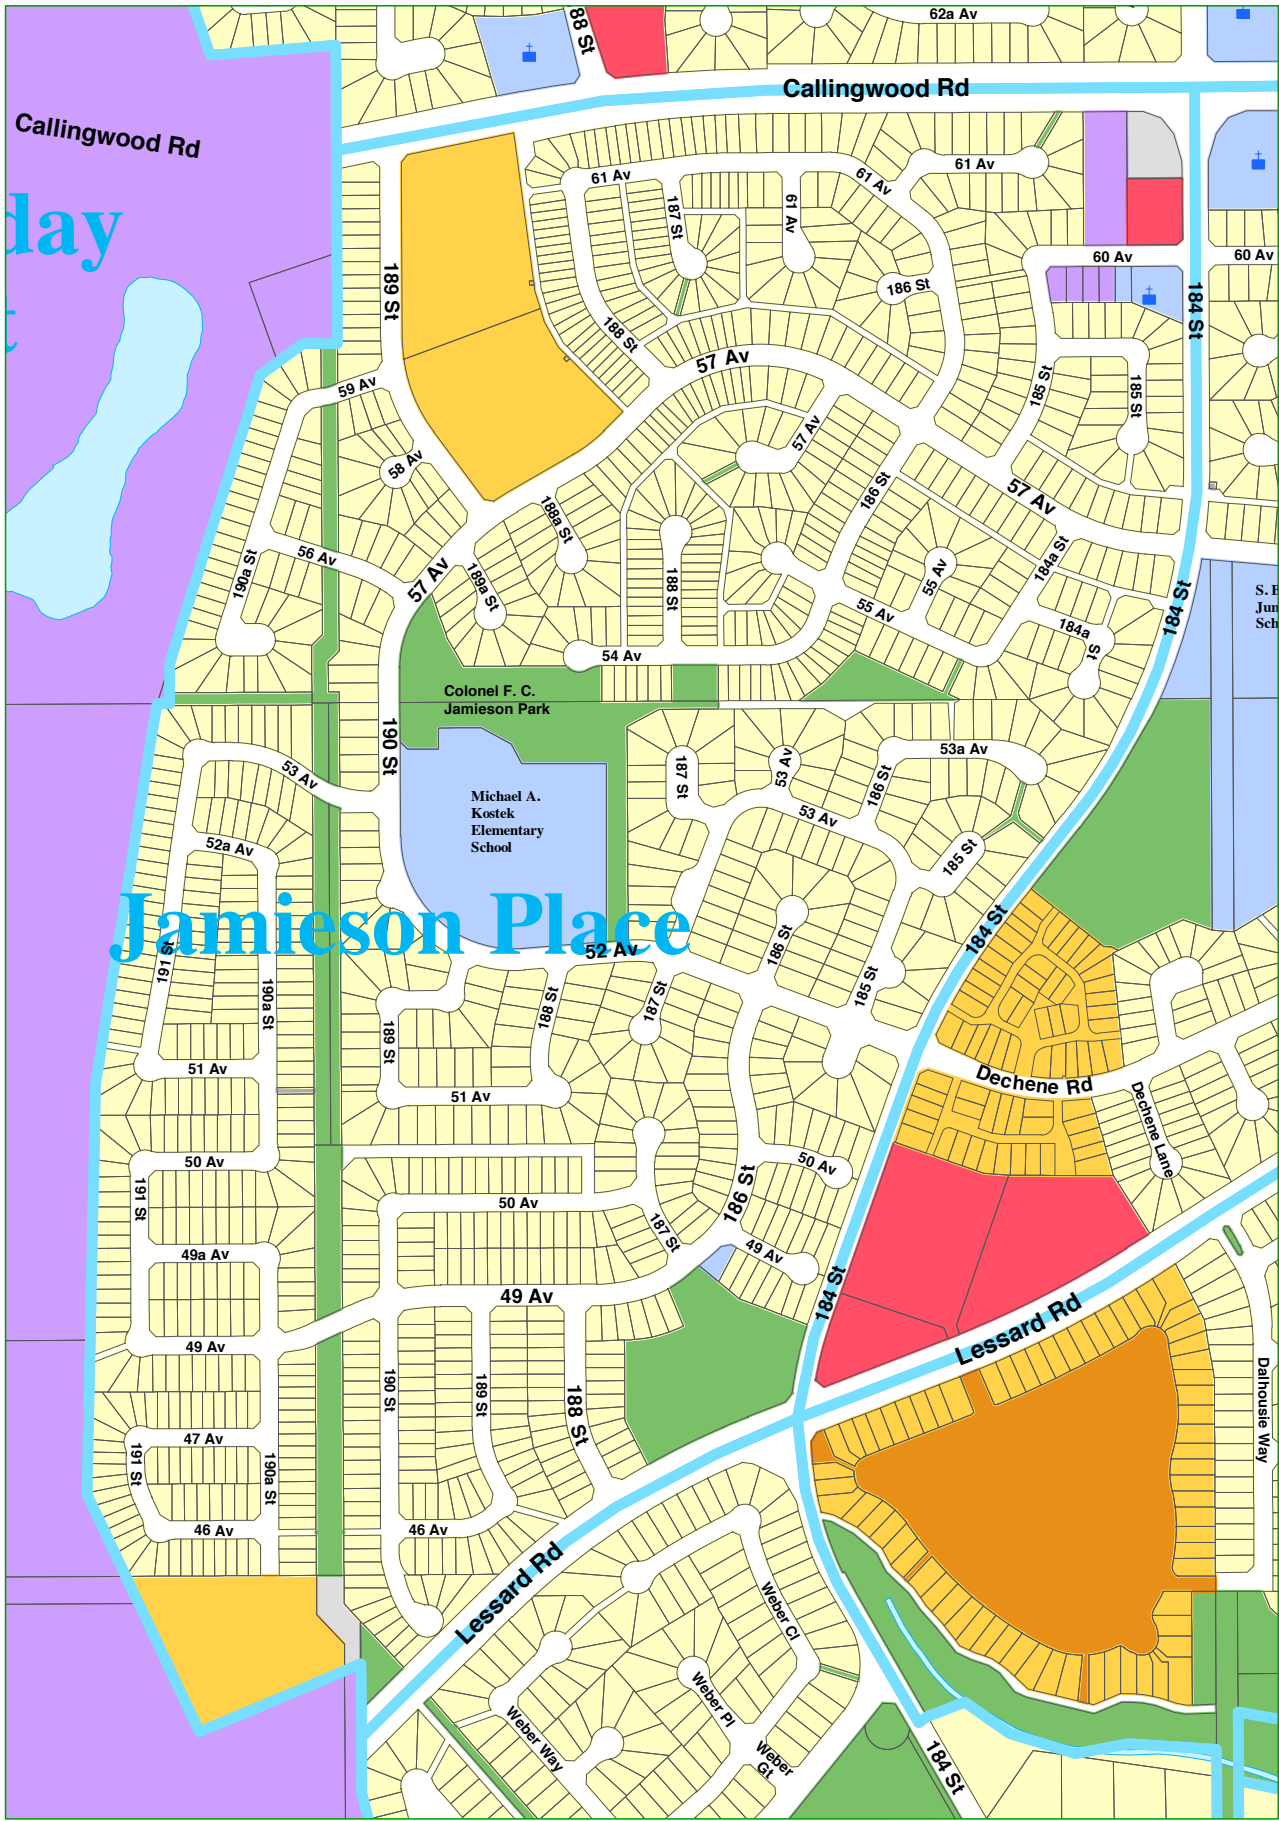 62a Av
88 St
Callingwood Rd
Callingwood Rd
61 Av
61 Av
61 Av
61 Av
187 St
day
t
60 Av
60 Av
189 St
186 St
184 St
188 St
57 Av
59 Av
185 St
185 St
57 Av
58 Av
186 St
57 Av
188a St
184a St
56 Av
190a St
57 Av
189a St
188 St
55 Av
55 Av
184 St
S. B
Jun
Sch
184a
St
54 Av
Colonel F. C.
Jamieson Park
190 St
53a Av
53 Av
187 St
53 Av
186 St
Michael A.
Kostek
Elementary
School
53 Av
52a Av
185 St
Jamieson Place
184 St
52 Av
186 St
191 St
190a St
188 St
187 St
185 St
189 St
51 Av
51 Av
Dechene Rd
Dechene Lane
50 Av
50 Av
191 St
50 Av
186 St
187 St
49a Av
49 Av
49 Av
184 St
Lessard Rd
49 Av
190 St
189 St
188 St
Dalhousie Way
47 Av
191 St
190a St
46 Av
46 Av
Lessard Rd
Weber Cl
Weber Pl
Weber Way
Weber
Gt
184 St